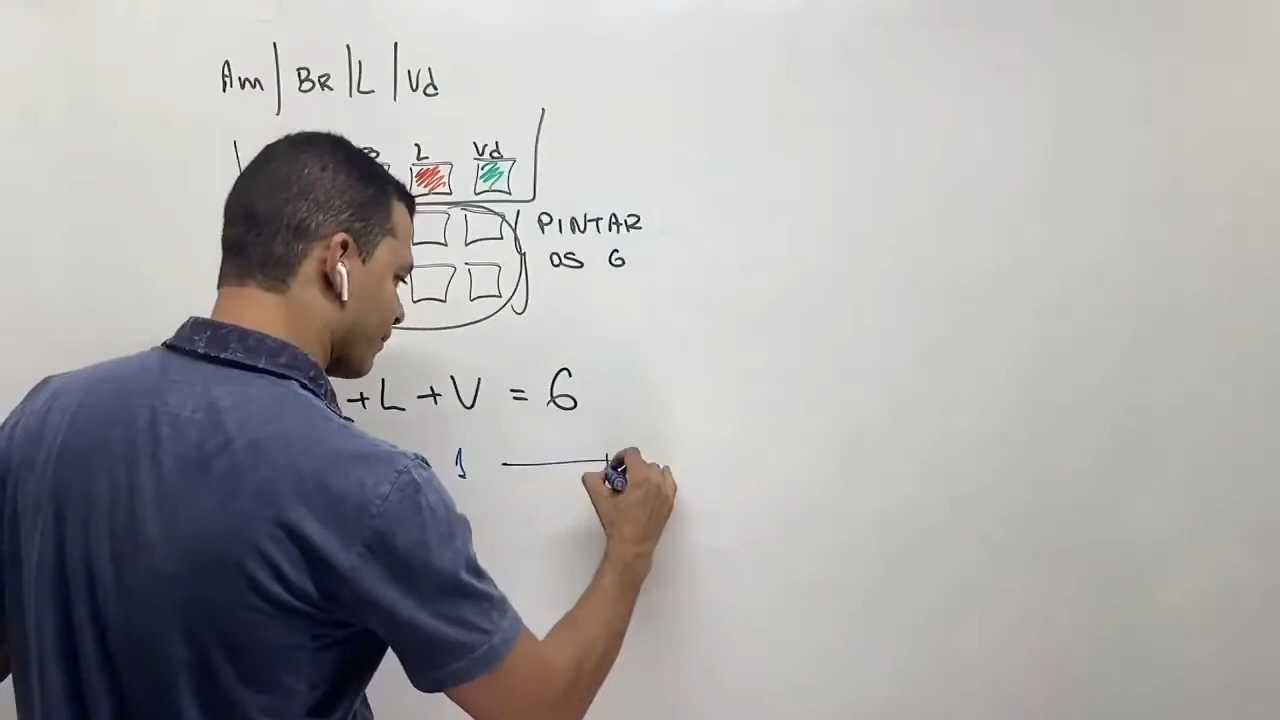 Am | BR | L | Vd
L Vd
PINTAR
OS 6
+ L + V = 6
1